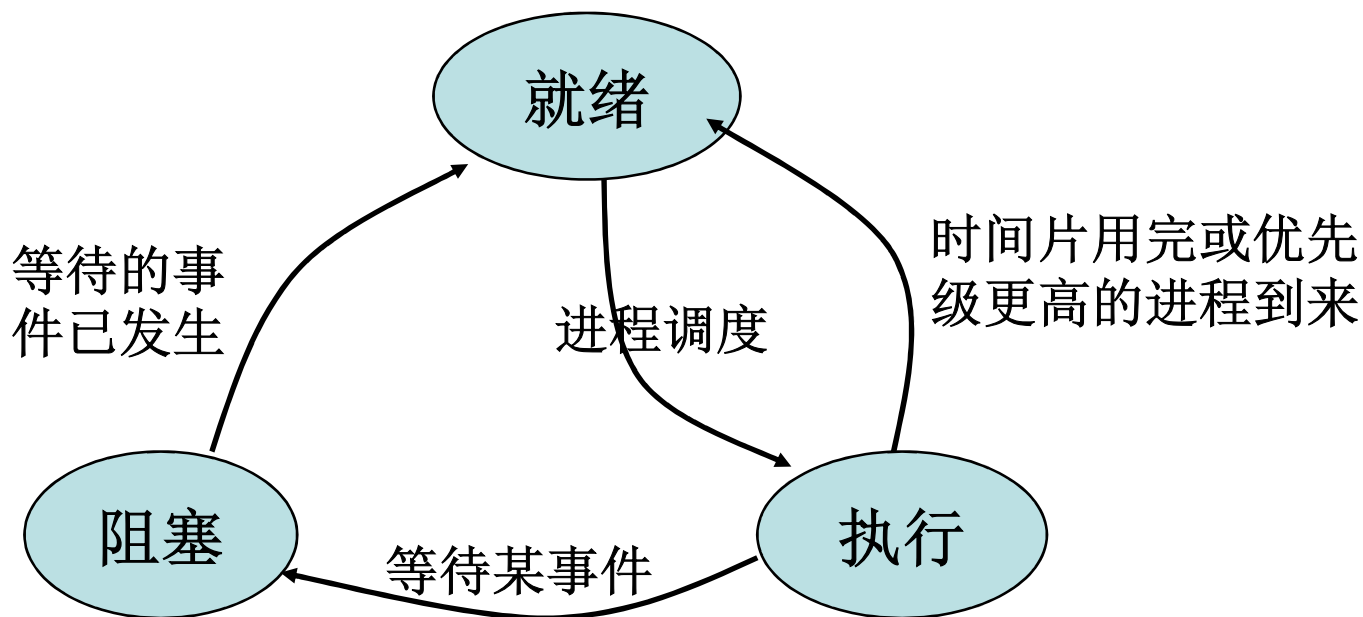 就绪
等待的事
件已发生
进程调度
时间片用完或优先
级更高的进程到来
阻塞
等待某事件
执行